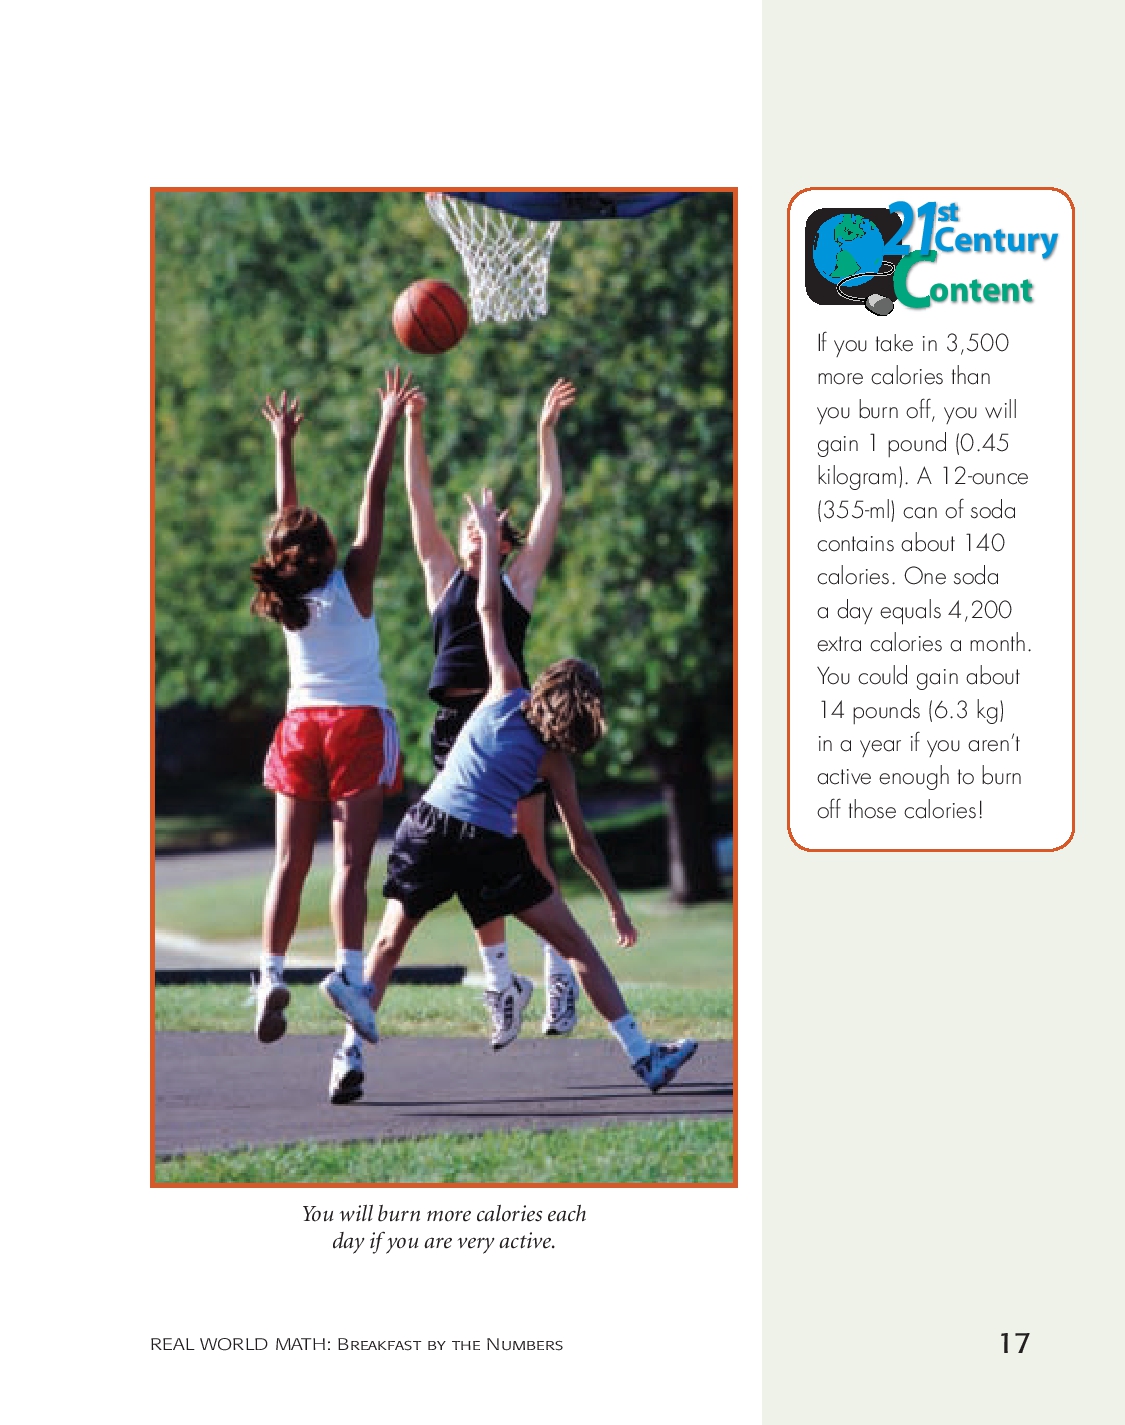 21st
Century
Content
If you take in 3,500
more calories than
you burn off, you will
gain 1 pound (0.45
kilogram). A 12-ounce
(355-ml) can of soda
contains about 140
calories. One soda
a day equals 4,200
extra calories a month.
You could gain about
14 pounds (6.3 kg)
in a year if you aren’t
active enough to burn
off those calories!
You will burn more calories each
day if you are very active.
REAL WORLD MATH: BREAKFAST BY THE NUMBERS
17